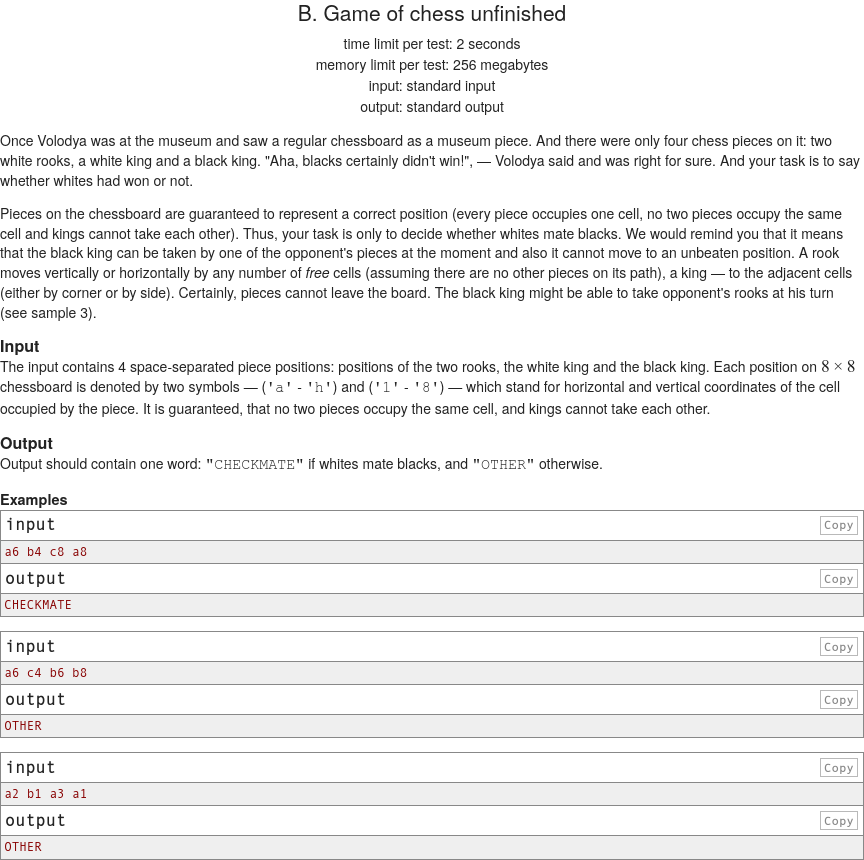 B. Game of chess unfinished
time limit per test: 2 seconds
memory limit per test: 256 megabytes
input: standard input
output: standard output
Once Volodya was at the museum and saw a regular chessboard as a museum piece. And there were only four chess pieces on it: two
white rooks, a white king and a black king. "Aha, blacks certainly didn't win!", — Volodya said and was right for sure. And your task is to say
whether whites had won or not.
Pieces on the chessboard are guaranteed to represent a correct position (every piece occupies one cell, no two pieces occupy the same
cell and kings cannot take each other). Thus, your task is only to decide whether whites mate blacks. We would remind you that it means
that the black king can be taken by one of the opponent's pieces at the moment and also it cannot move to an unbeaten position. A rook
moves vertically or horizontally by any number of free cells (assuming there are no other pieces on its path), a king — to the adjacent cells
(either by corner or by side). Certainly, pieces cannot leave the board. The black king might be able to take opponent's rooks at his turn
(see sample 3).
Input
The input contains 4 space-separated piece positions: positions of the two rooks, the white king and the black king. Each position on 8 × 8
chessboard is denoted by two symbols — ('a' - 'h') and ('1' - '8') — which stand for horizontal and vertical coordinates of the cell
occupied by the piece. It is guaranteed, that no two pieces occupy the same cell, and kings cannot take each other.
Output
Output should contain one word: "CHECKMATE" if whites mate blacks, and "OTHER" otherwise.
Examples
input Copy
a6 b4 c8 a8
output Copy
CHECKMATE
input Copy
a6 c4 b6 b8
output Copy
OTHER
input Copy
a2 b1 a3 a1
output Copy
OTHER